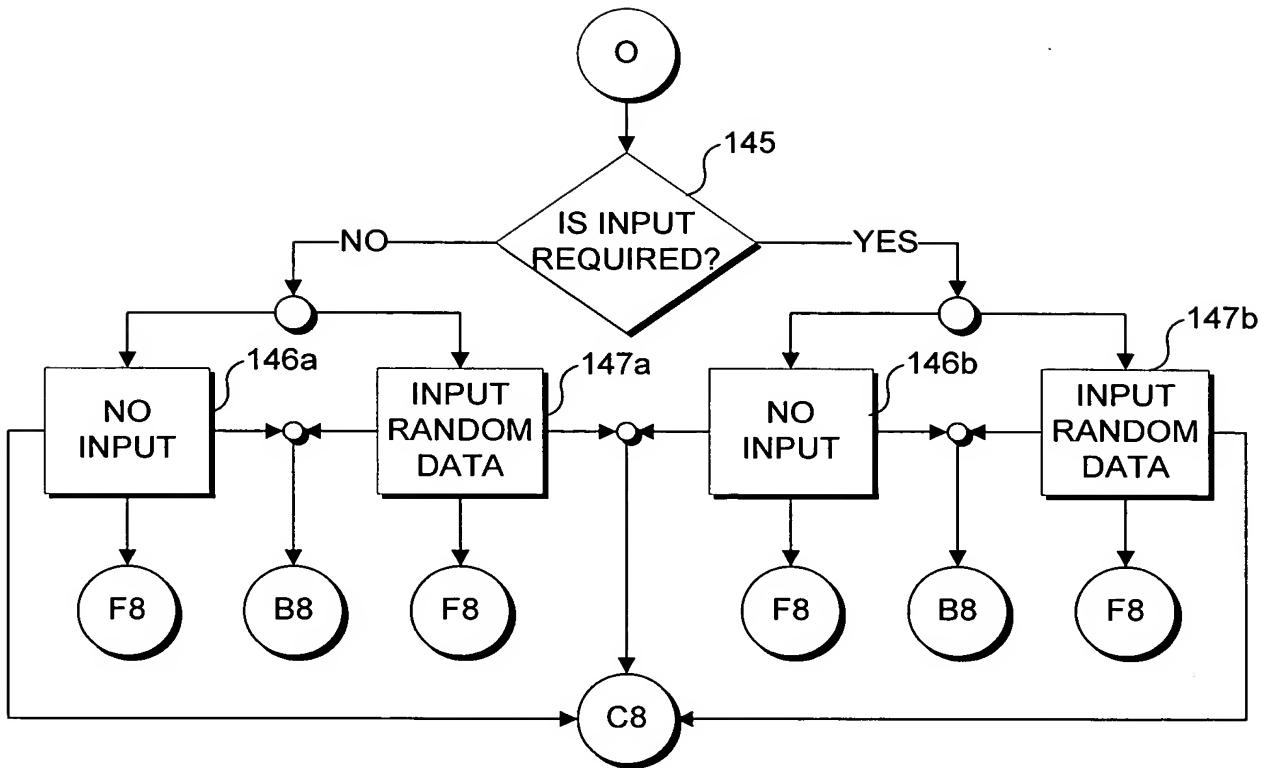 O
145
IS INPUT
REQUIRED?
NO
YES
146a
147a
146b
147b
NO
INPUT
INPUT
RANDOM
DATA
NO
INPUT
INPUT
RANDOM
DATA
F8
B8
F8
F8
B8
F8
C8